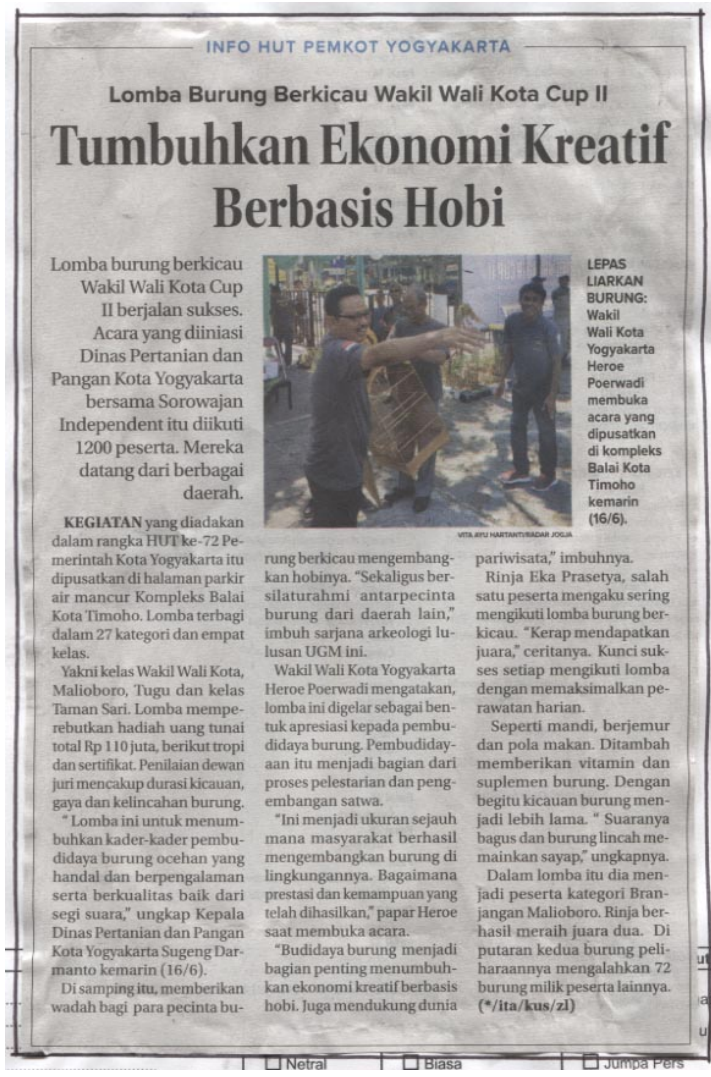 INFO HUT PEMKOT YOGYAKARTA
Lomba Burung Berkicau Wakil Wali Kota Cup II
Tumbuhkan Ekonomi Kreatif
Berbasis Hobi
Lomba burung berkicau
Wakil Wali Kota Cup
II berjalan sukses.
Acara yang diiniasi
Dinas Pertanian dan
Pangan Kota Yogyakarta
bersama Sorowajan
Independent itu diikuti
1200 peserta. Mereka
datang dari berbagai
daerah.
LEPAS
LIARKAN
BURUNG:
Wakil
Wali Kota
Yogyakarta
Heroe
Poerwadi
membuka
acara yang
dipusatkan
di kompleks
Balai Kota
Timoho
kemarin
(16/6).
VITA AYU HARTANTI/RADAR JOGJA
KEGIATAN yang diadakan
dalam rangka HUT ke-72 Pe-
merintah Kota Yogyakarta itu
dipusatkan di halaman parkir
air mancur Kompleks Balai
Kota Timoho. Lomba terbagi
dalam 27 kategori dan empat
kelas.
Yakni kelas Wakil Wali Kota,
Malioboro, Tugu dan kelas
Taman Sari. Lomba mempe-
rebutkan hadiah uang tunai
total Rp 110 juta, berikut tropi
dan sertifikat. Penilaian dewan
juri mencakup durasi kicauan,
gaya dan kelincahan burung.
" Lomba ini untuk menum-
buhkan kader-kader pembu-
didaya burung ocehan yang
handal dan berpengalaman
serta berkualitas baik dari
segi suara," ungkap Kepala
Dinas Pertanian dan Pangan
Kota Yogyakarta Sugeng Dar-
manto kemarin (16/6).
Di samping itu, memberikan
wadah bagi para pecinta bu-
rung berkicau mengembang-
kan hobinya. "Sekaligus ber-
silaturahmi antarpecinta
burung dari daerah lain,"
imbuh sarjana arkeologi lu-
lusan UGM ini.
Wakil Wali Kota Yogyakarta
Heroe Poerwadi mengatakan,
lomba ini digelar sebagai ben-
tuk apresiasi kepada pembu-
didaya burung. Pembudiday-
aan itu menjadi bagian dari
proses pelestarian dan peng-
embangan satwa.
"Ini menjadi ukuran sejauh
mana masyarakat berhasil
mengembangkan burung di
lingkungannya. Bagaimana
prestasi dan kemampuan yang
telah dihasilkan," papar Heroe
saat membuka acara.
"Budidaya burung menjadi
bagian penting menumbuh-
kan ekonomi kreatif berbasis
hobi. Juga mendukung dunia
pariwisata," imbuhnya.
Rinja Eka Prasetya, salah
satu peserta mengaku sering
mengikuti lomba burung ber-
kicau. "Kerap mendapatkan
juara," ceritanya. Kunci suk-
ses setiap mengikuti lomba
dengan memaksimalkan pe-
rawatan harian.
Seperti mandi, berjemur
dan pola makan. Ditambah
memberikan vitamin dan
suplemen burung. Dengan
begitu kicauan burung men-
jadi lebih lama. " Suaranya
bagus dan burung lincah me-
mainkan sayap," ungkapnya.
Dalam lomba itu dia men-
jadi peserta kategori Bran-
jangan Malioboro. Rinja ber-
hasil meraih juara dua. Di
putaran kedua burung peli-
haraannya mengalahkan 72
burung milik peserta lainnya.
(*/ita/kus/zl)
Netral Biasa Jumpa Pers